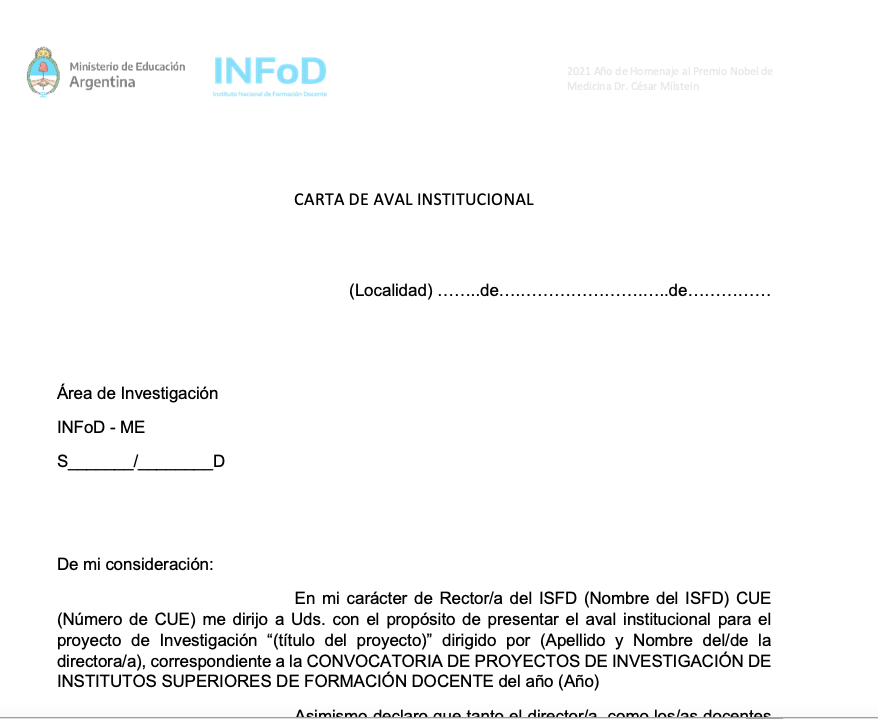 Ministerio de Educación
Argentina
INFoD
Instituto Nacional de Formación Docente
2021 Año de Homenaje al Premio Nobel de
Medicina Dr. César Milstein
CARTA DE AVAL INSTITUCIONAL
(Localidad) ……..de….…………………….…..de……………
Área de Investigación
INFoD - ME
S_______/________D
De mi consideración:
En mi carácter de Rector/a del ISFD (Nombre del ISFD) CUE
(Número de CUE) me dirijo a Uds. con el propósito de presentar el aval institucional para el
proyecto de Investigación “(título del proyecto)” dirigido por (Apellido y Nombre del/de la
directora/a), correspondiente a la CONVOCATORIA DE PROYECTOS DE INVESTIGACIÓN DE
INSTITUTOS SUPERIORES DE FORMACIÓN DOCENTE del año (Año)
Asimismo declaro que tanto el director/a, como los/as docentes